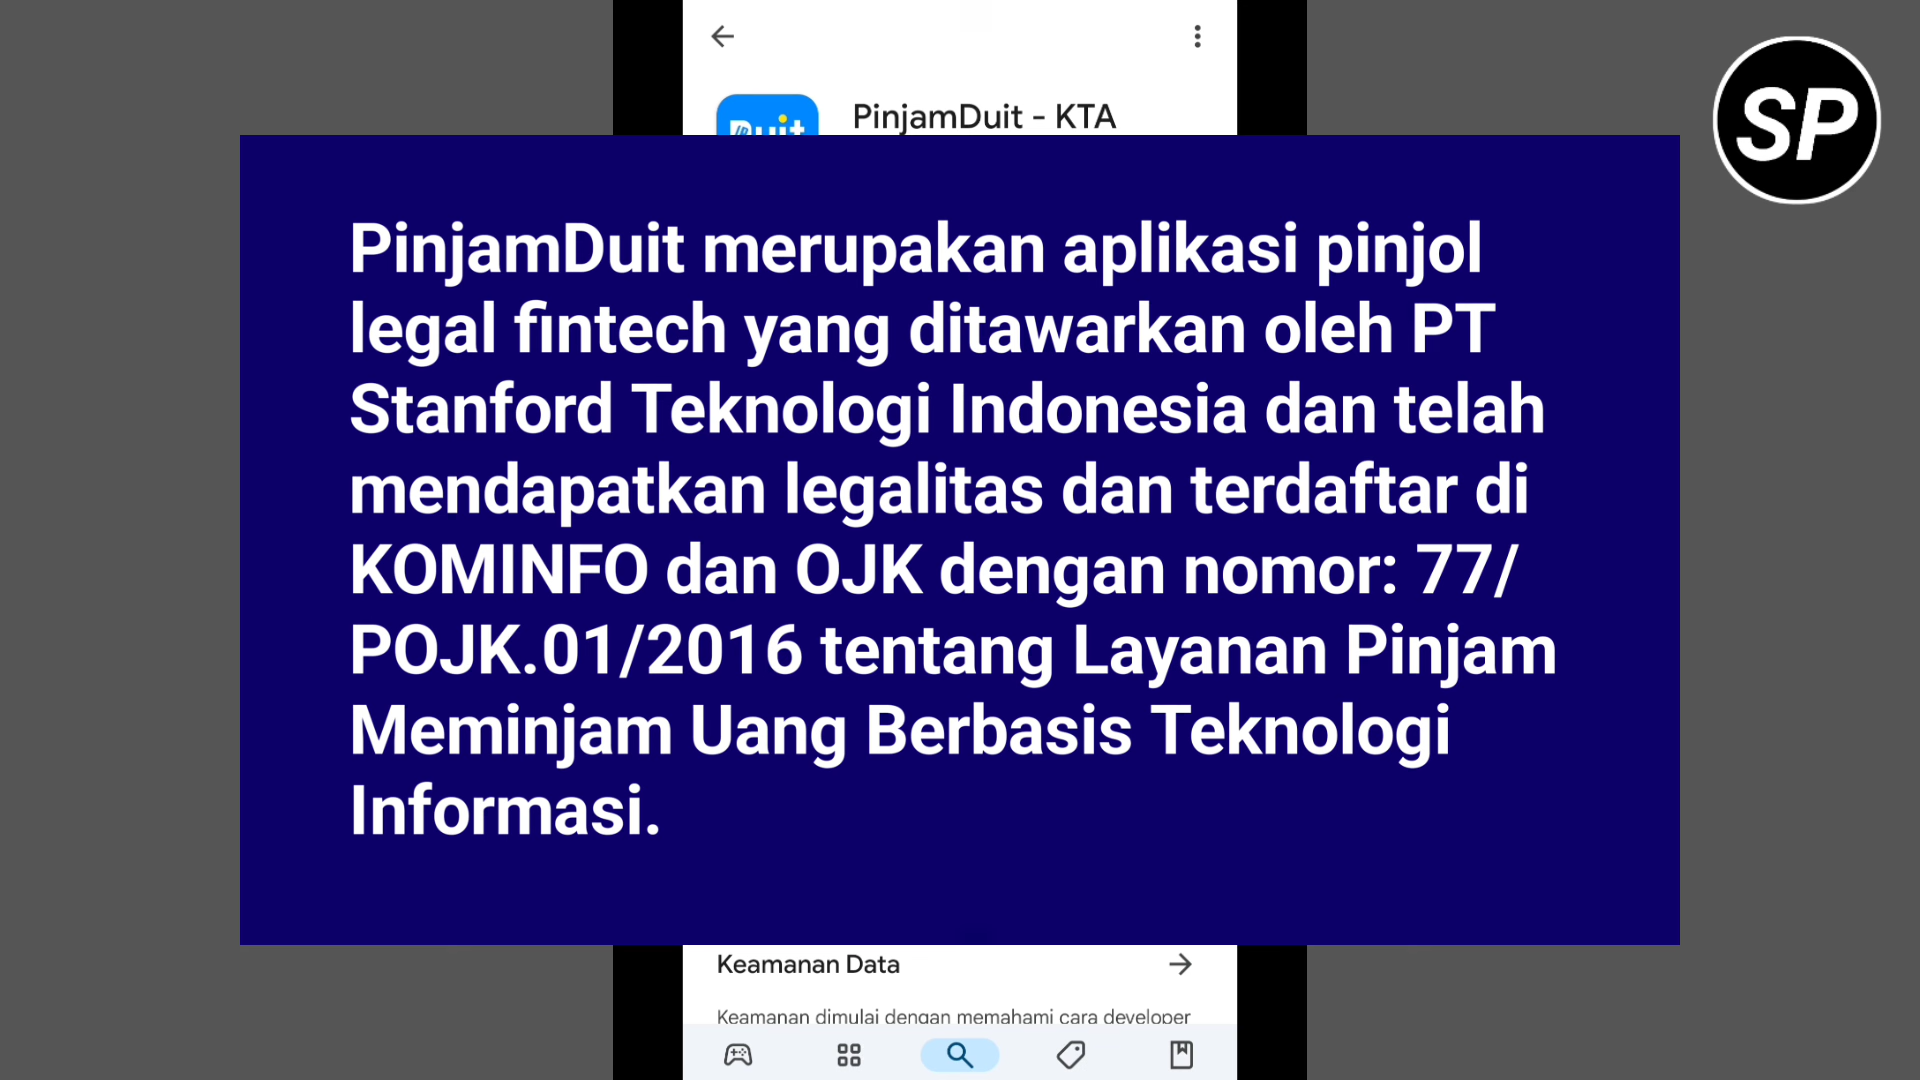 PinjamDuit - KTA
Duit
SP
PinjamDuit merupakan aplikasi pinjol
legal fintech yang ditawarkan oleh PT
Stanford Teknologi Indonesia dan telah
mendapatkan legalitas dan terdaftar di
KOMINFO dan OJK dengan nomor: 77/
POJK.01/2016 tentang Layanan Pinjam
Meminjam Uang Berbasis Teknologi
Informasi.
Keamanan Data
Keamanan dimulai dengan memahami cara developer